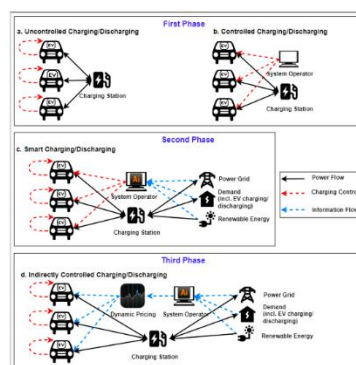 First Phase
a. Uncontrolled Charging/Discharging
b. Controlled Charging/Discharging
EV
EV
EV
Charging Station
EV
EV
EV
System Operator
Charging Station
Second Phase
c. Smart Charging/Discharging
EV
EV
EV
Ai
System Operator
Charging Station
Power Grid
Demand
(incl. EV charging/
discharging)
Renewable Energy
Power Flow
Charging Control
Information Flow
Third Phase
d. Indirectly Controlled Charging/Discharging
EV
EV
EV
Dynamic Pricing
Ai
System Operator
Charging Station
Power Grid
Demand
(incl. EV charging/
discharging)
Renewable Energy